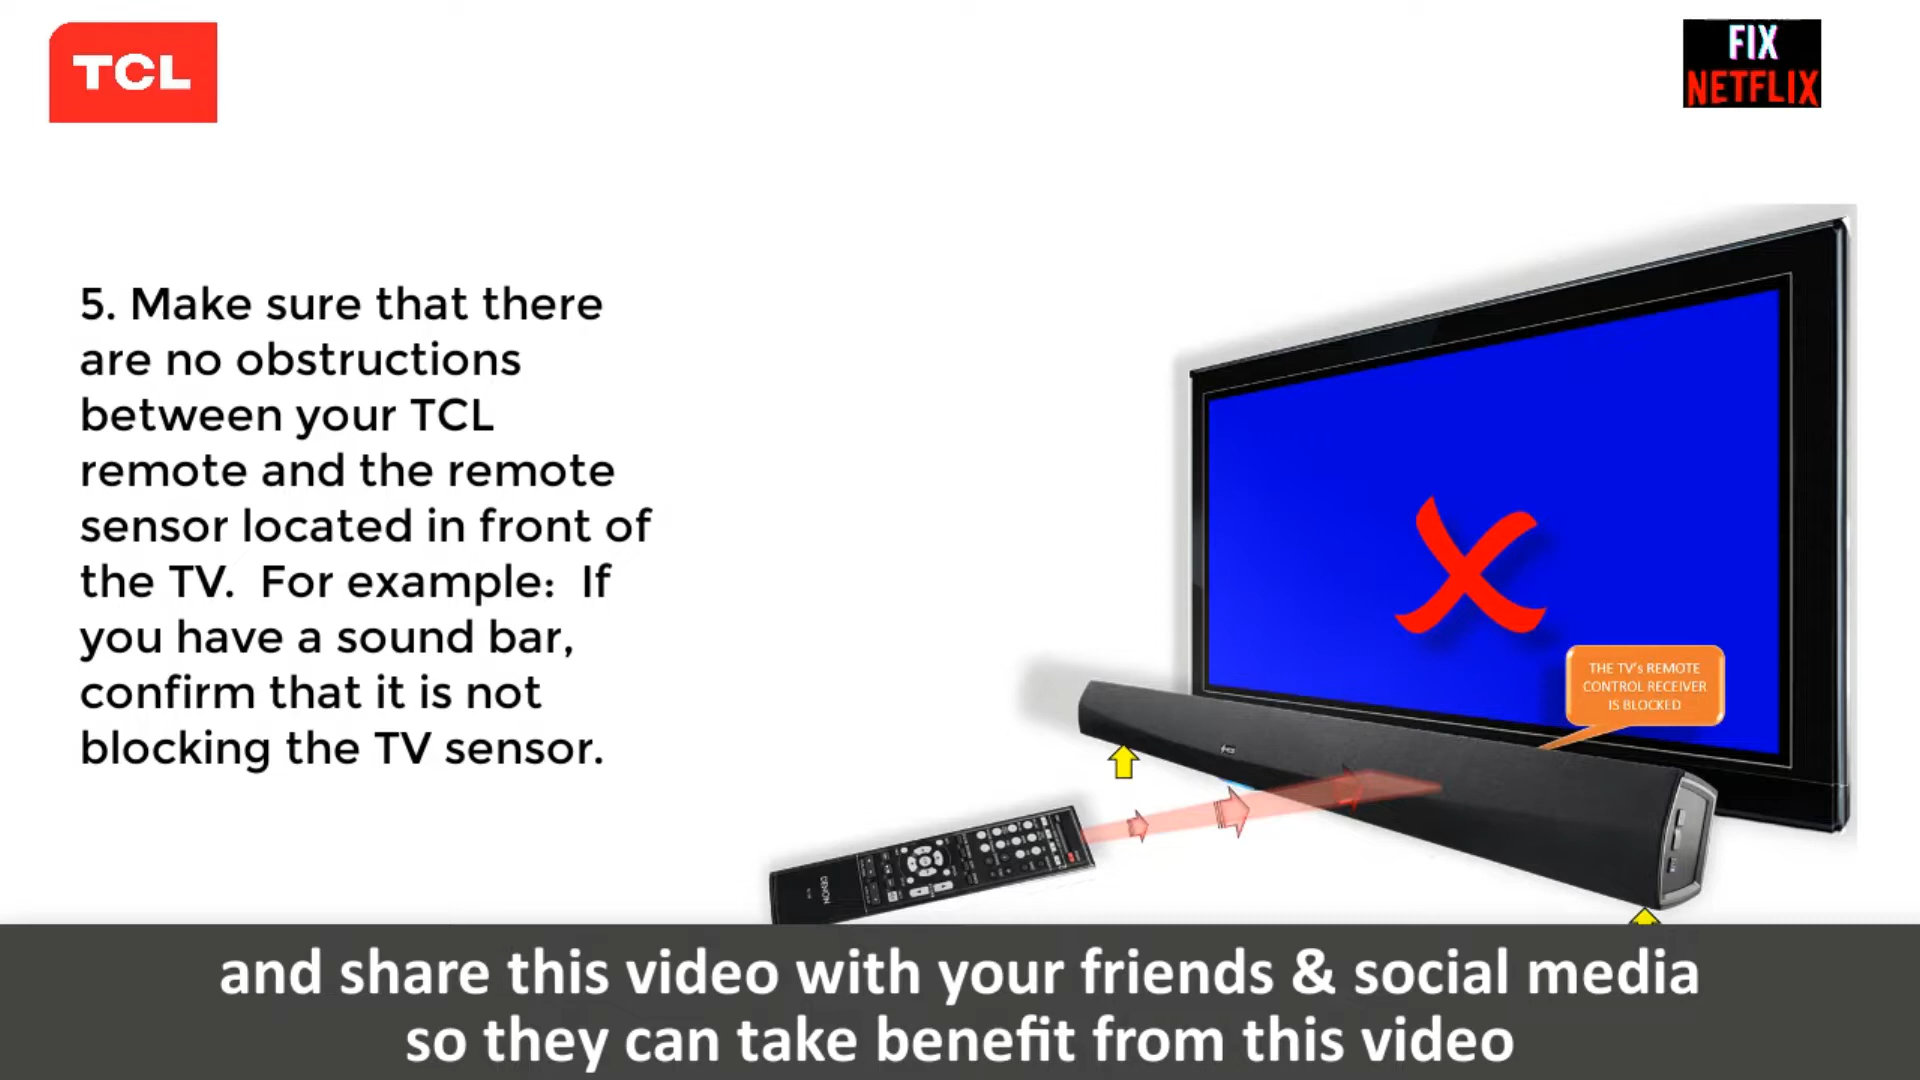 TCL
FIX
NETFLIX
5. Make sure that there
are no obstructions
between your TCL
remote and the remote
sensor located in front of
the TV.  For example:  If
you have a sound bar,
confirm that it is not
blocking the TV sensor.
THE TV's REMOTE
CONTROL RECEIVER
IS BLOCKED
DENON
and share this video with your friends & social media
so they can take benefit from this video